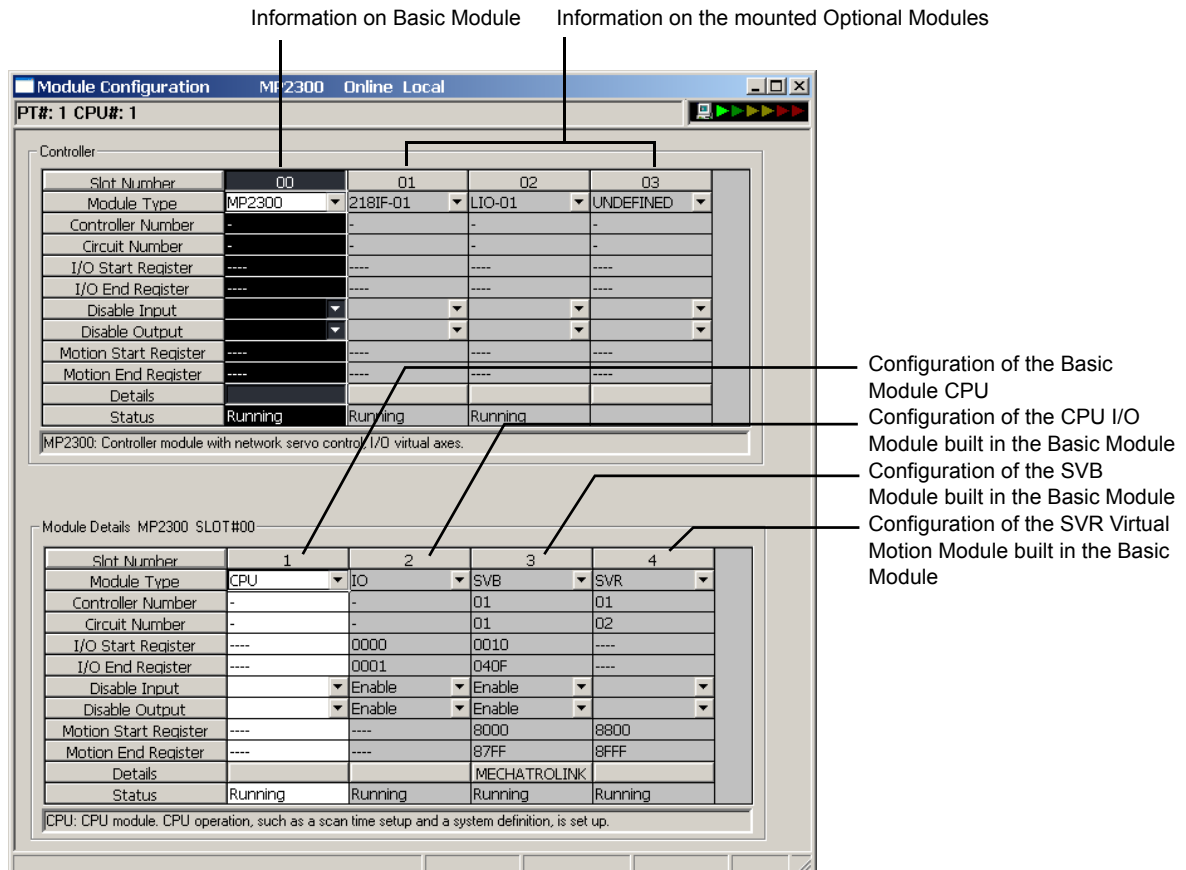 Information on Basic Module    Information on the mounted Optional Modules
Module Configuration    MP2300    Online  Local
PT#: 1 CPU#: 1
Controller
Slot Number    00    01    02    03
Module Type    MP2300    218IF-01    LIO-01    UNDEFINED
Controller Number    -    -    -    -
Circuit Number    -    -    -    -
I/O Start Register    ----    ----    ----    ----
I/O End Register    ----    ----    ----    ----
Disable Input
Disable Output
Motion Start Register    ----    ----    ----    ----
Motion End Register    ----    ----    ----    ----
Details
Status    Running    Running    Running
MP2300: Controller module with network servo control, I/O virtual axes.
Configuration of the Basic
Module CPU
Configuration of the CPU I/O
Module built in the Basic Module
Configuration of the SVB
Module built in the Basic Module
Configuration of the SVR Virtual
Motion Module built in the Basic
Module
Module Details  MP2300  SLOT#00
Slot Number    1    2    3    4
Module Type    CPU    IO    SVB    SVR
Controller Number    -    -    01    01
Circuit Number    -    -    01    02
I/O Start Register    ----    0000    0010    ----
I/O End Register    ----    0001    040F    ----
Disable Input    Enable    Enable
Disable Output    Enable    Enable
Motion Start Register    ----    ----    8000    8800
Motion End Register    ----    ----    87FF    8FFF
Details    MECHATROLINK
Status    Running    Running    Running    Running
CPU: CPU module. CPU operation, such as a scan time setup and a system definition, is set up.